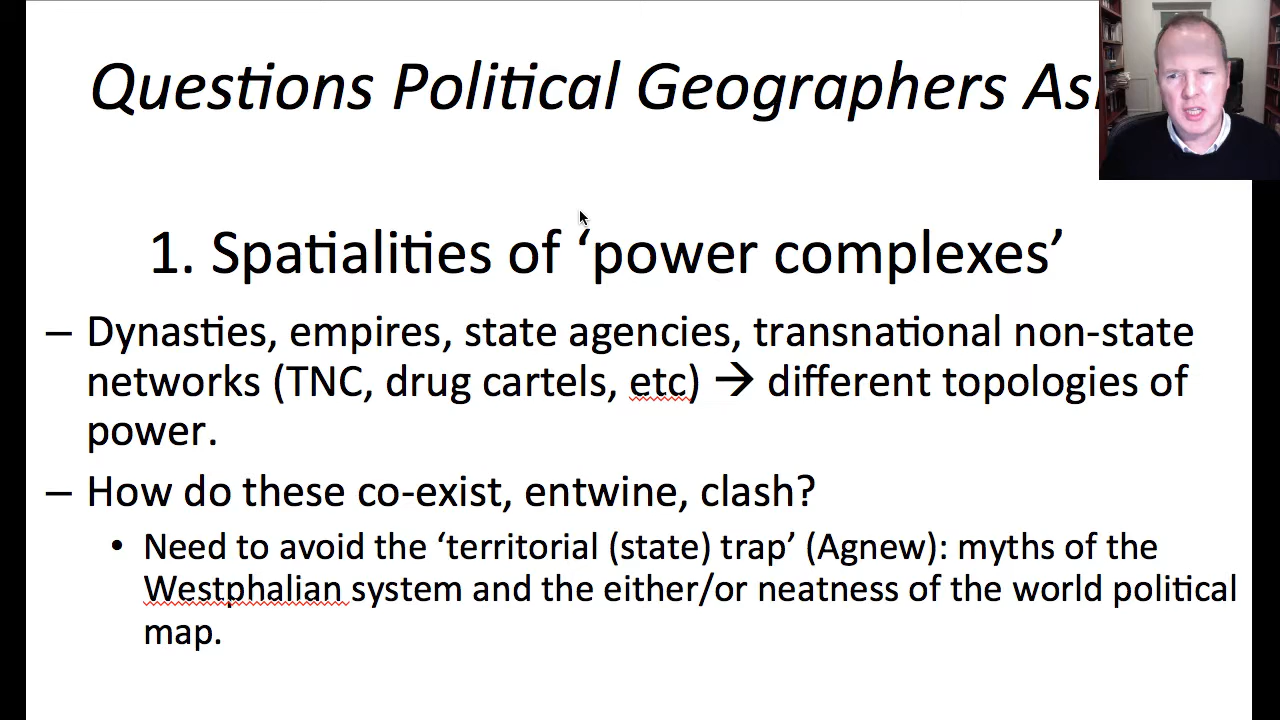 Questions Political Geographers As
1. Spatialities of ‘power complexes’
– Dynasties, empires, state agencies, transnational non-state
networks (TNC, drug cartels, etc) → different topologies of
power.
– How do these co-exist, entwine, clash?
• Need to avoid the ‘territorial (state) trap’ (Agnew): myths of the
Westphalian system and the either/or neatness of the world political
map.